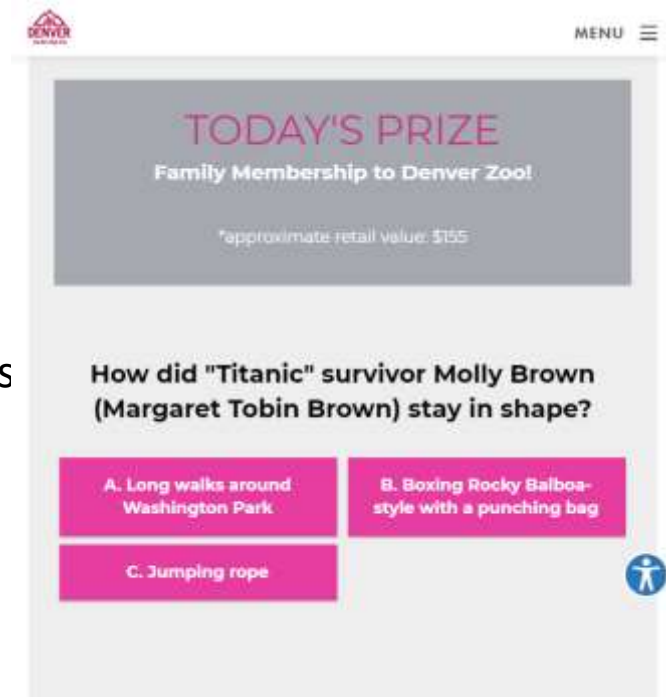 DENVER
MENU
TODAY'S PRIZE
Family Membership to Denver Zoo!
*approximate retail value: $155
S
How did "Titanic" survivor Molly Brown
(Margaret Tobin Brown) stay in shape?
A. Long walks around
Washington Park
B. Boxing Rocky Balboa-
style with a punching bag
C. Jumping rope